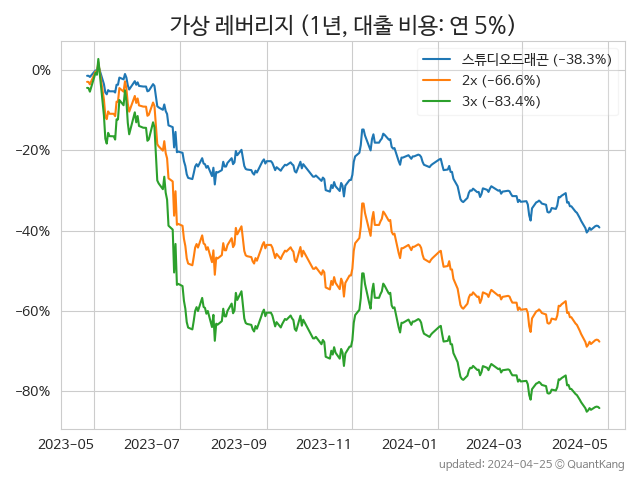 가상 레버리지 (1년, 대출 비용: 연 5%)
스튜디오드래곤 (−38.3%)
2x (−66.6%)
3x (−83.4%)
0%
−20%
−40%
−60%
−80%
2023-05 2023-07 2023-09 2023-11 2024-01 2024-03 2024-05
updated: 2024-04-25 © QuantKang